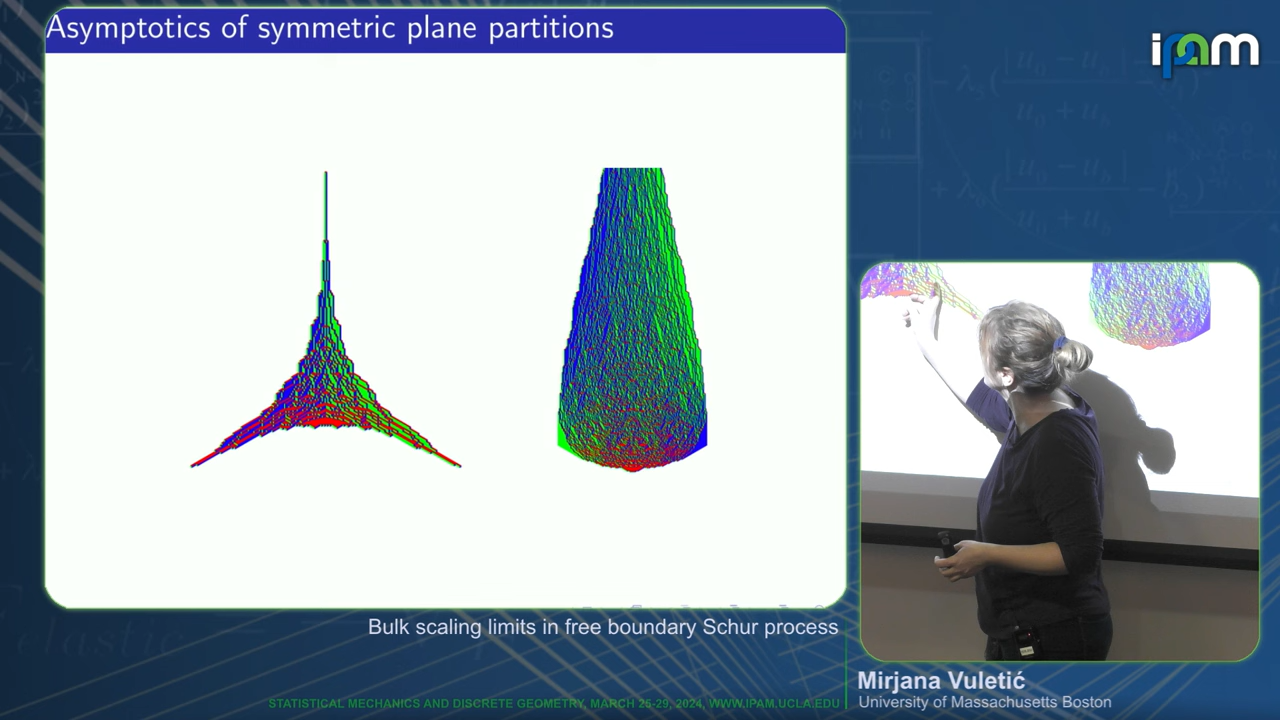 Asymptotics of symmetric plane partitions
ipam
Bulk scaling limits in free boundary Schur process
Mirjana Vuletić
University of Massachusetts Boston
STATISTICAL MECHANICS AND DISCRETE GEOMETRY, MARCH 25-29, 2024, WWW.IPAM.UCLA.EDU